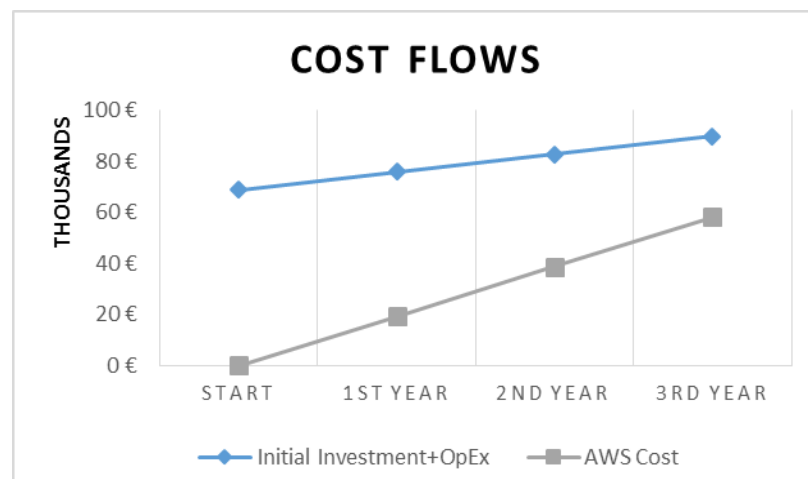 COST FLOWS
THOUSANDS
100 €
80 €
60 €
40 €
20 €
0 €
START 1ST YEAR 2ND YEAR 3RD YEAR
Initial Investment+OpEx AWS Cost